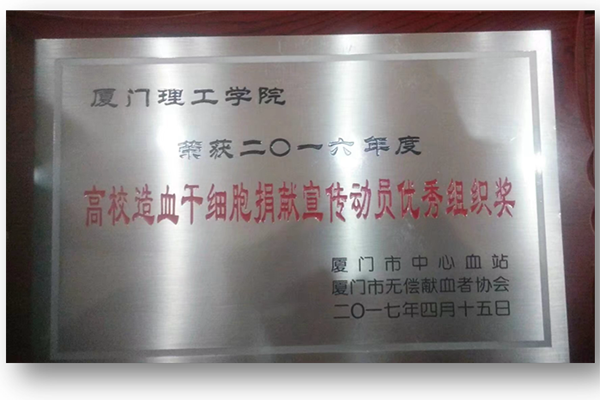 厦门理工学院
荣获二〇一六年度
高校造血干细胞捐献宣传动员优秀组织奖
厦门市中心血站
厦门市无偿献血者协会
二〇一七年四月十五日